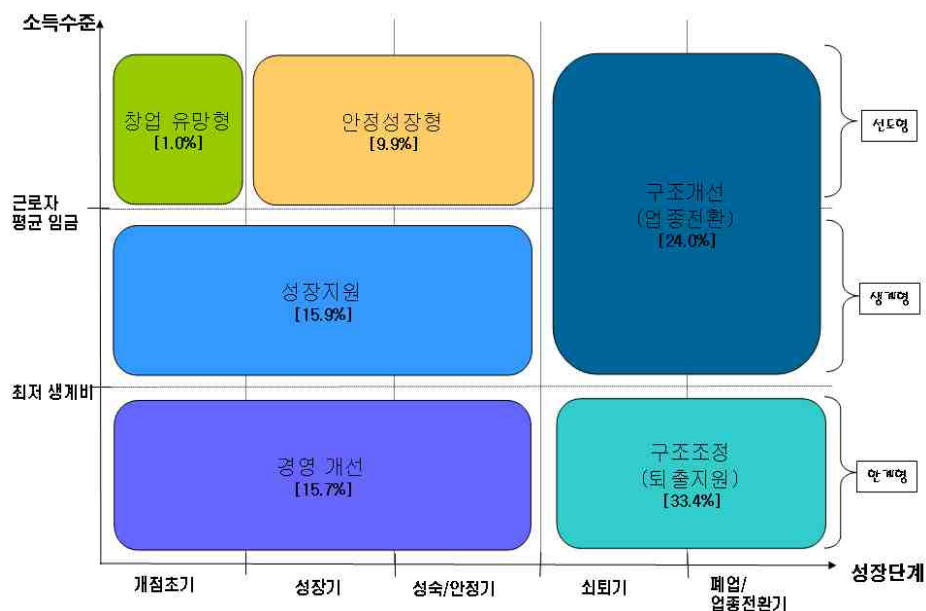 소득수준
창업 유망형
[1.0%]
안정성장형
[9.9%]
선도형
구조개선
(업종전환)
[24.0%]
근로자
평균 임금
성장지원
[15.9%]
생계형
최저 생계비
경영 개선
[15.7%]
구조조정
(퇴출지원)
[33.4%]
한계형
개점초기
성장기
성숙/안정기
쇠퇴기
폐업/
업종전환기
성장단계